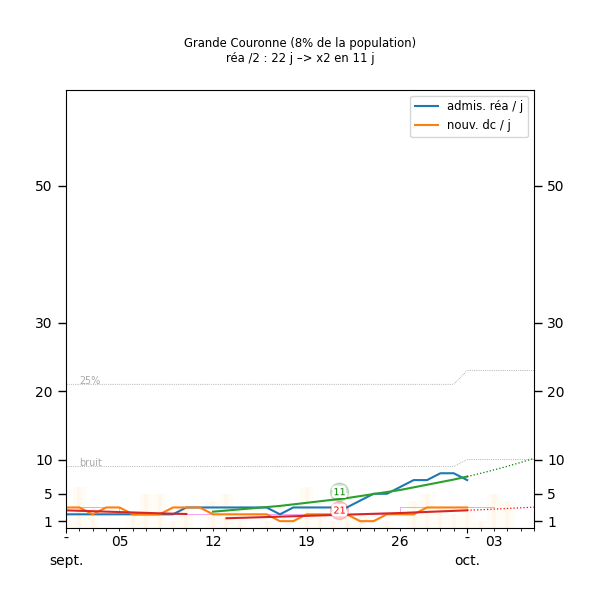 Grande Couronne (8% de la population)
réa /2 : 22 j –> x2 en 11 j
admis. réa / j
nouv. dc / j
50
50
30
30
20
20
25%
10
10
bruit
5
5
11
21
1
1
- 05 12 19 26 - 03
sept. oct.